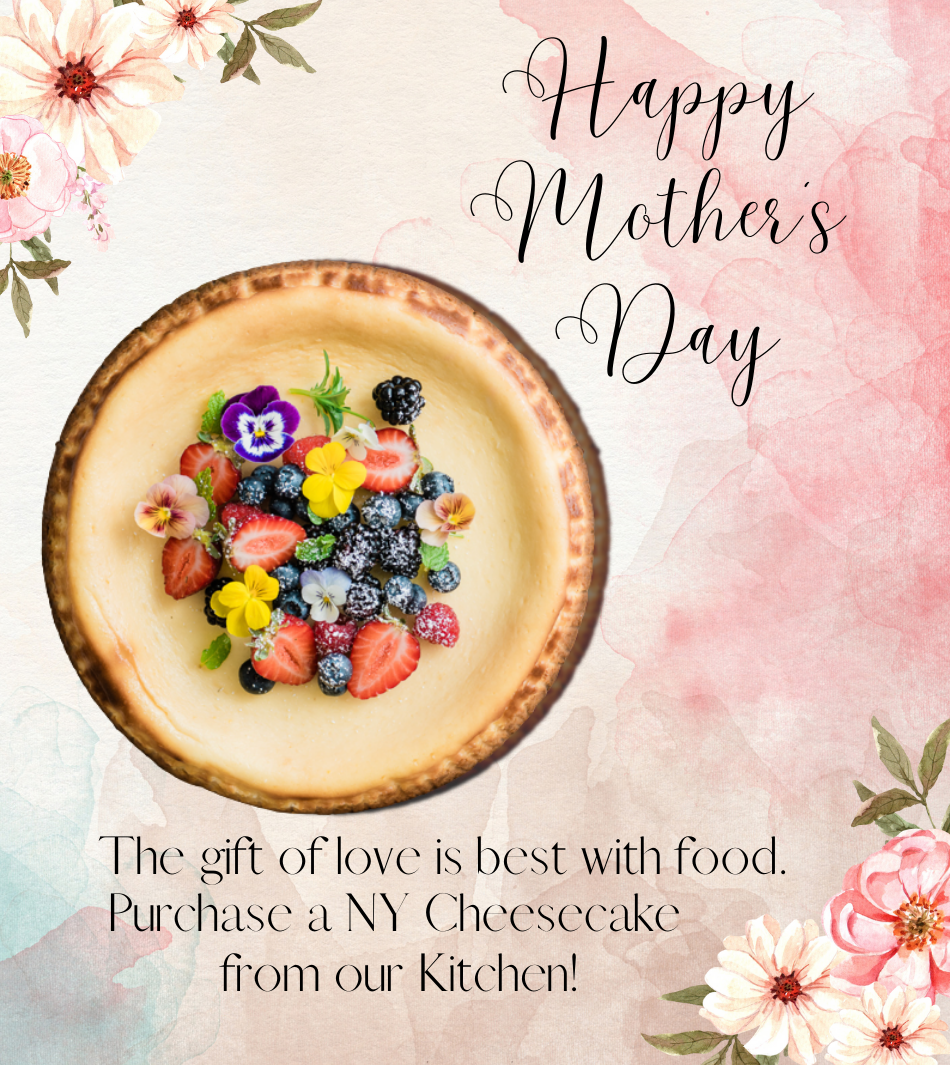 Happy
Mother's
Day
The gift of love is best with food.
Purchase a NY Cheesecake
from our Kitchen!